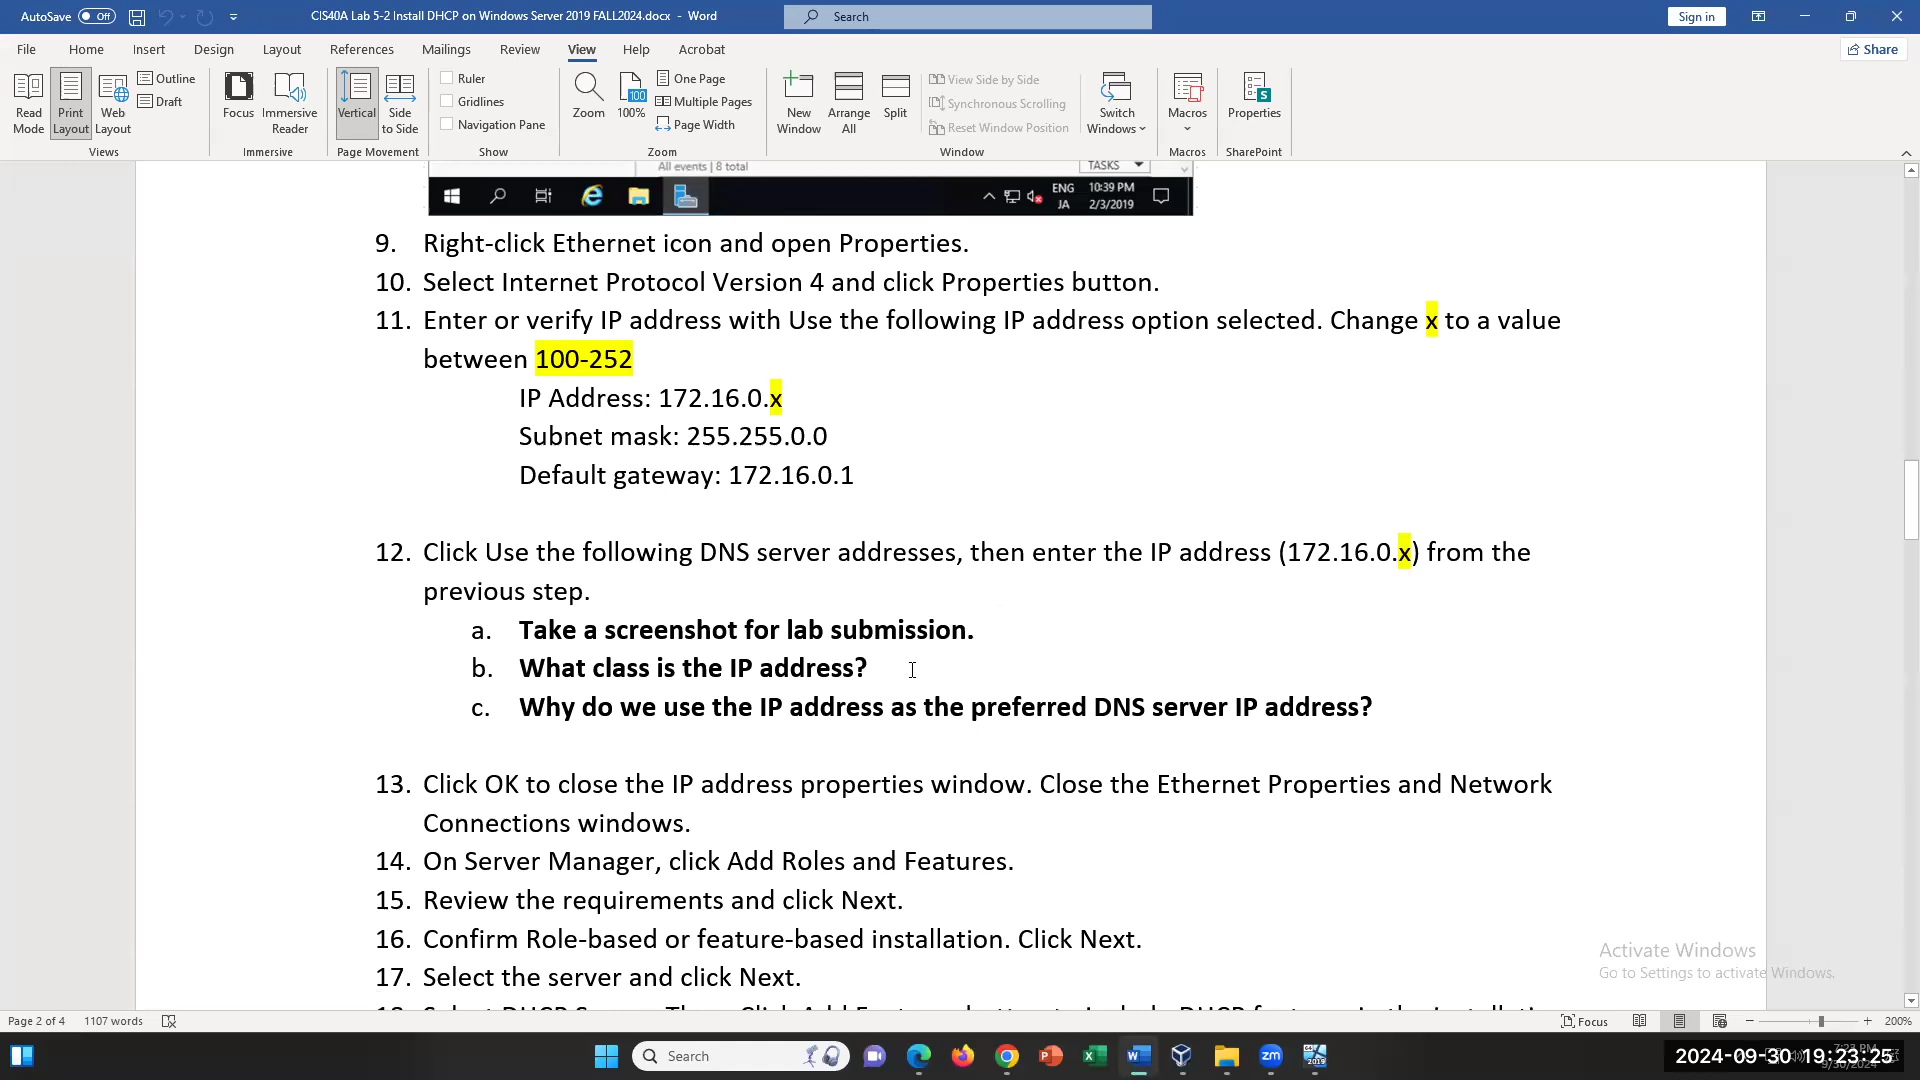 AutoSave Off CIS40A Lab 5-2 Install DHCP on Windows Server 2019 FALL2024.docx - Word Search Sign in
File Home Insert Design Layout References Mailings Review View Help Acrobat Share
Read Mode
Print Layout
Web Layout
Outline
Draft
Views
Focus
Immersive Reader
Immersive
Vertical
Side to Side
Page Movement
Ruler
Gridlines
Navigation Pane
Show
Zoom
100
100%
One Page
Multiple Pages
Page Width
Zoom
New Window
Arrange All
Split
View Side by Side
Synchronous Scrolling
Reset Window Position
Switch Windows
Window
Macros
Macros
Properties
SharePoint
All events | 8 total TASKS
ENG 10:39 PM
JA 2/3/2019
9. Right-click Ethernet icon and open Properties.
10. Select Internet Protocol Version 4 and click Properties button.
11. Enter or verify IP address with Use the following IP address option selected. Change x to a value
between 100-252
IP Address: 172.16.0.x
Subnet mask: 255.255.0.0
Default gateway: 172.16.0.1
12. Click Use the following DNS server addresses, then enter the IP address (172.16.0.x) from the
previous step.
a. Take a screenshot for lab submission.
b. What class is the IP address?
c. Why do we use the IP address as the preferred DNS server IP address?
13. Click OK to close the IP address properties window. Close the Ethernet Properties and Network
Connections windows.
14. On Server Manager, click Add Roles and Features.
15. Review the requirements and click Next.
16. Confirm Role-based or feature-based installation. Click Next.
17. Select the server and click Next.
Activate Windows
Go to Settings to activate Windows.
Page 2 of 4 1107 words Focus 200%
Search
2024-09-30 19:23:25